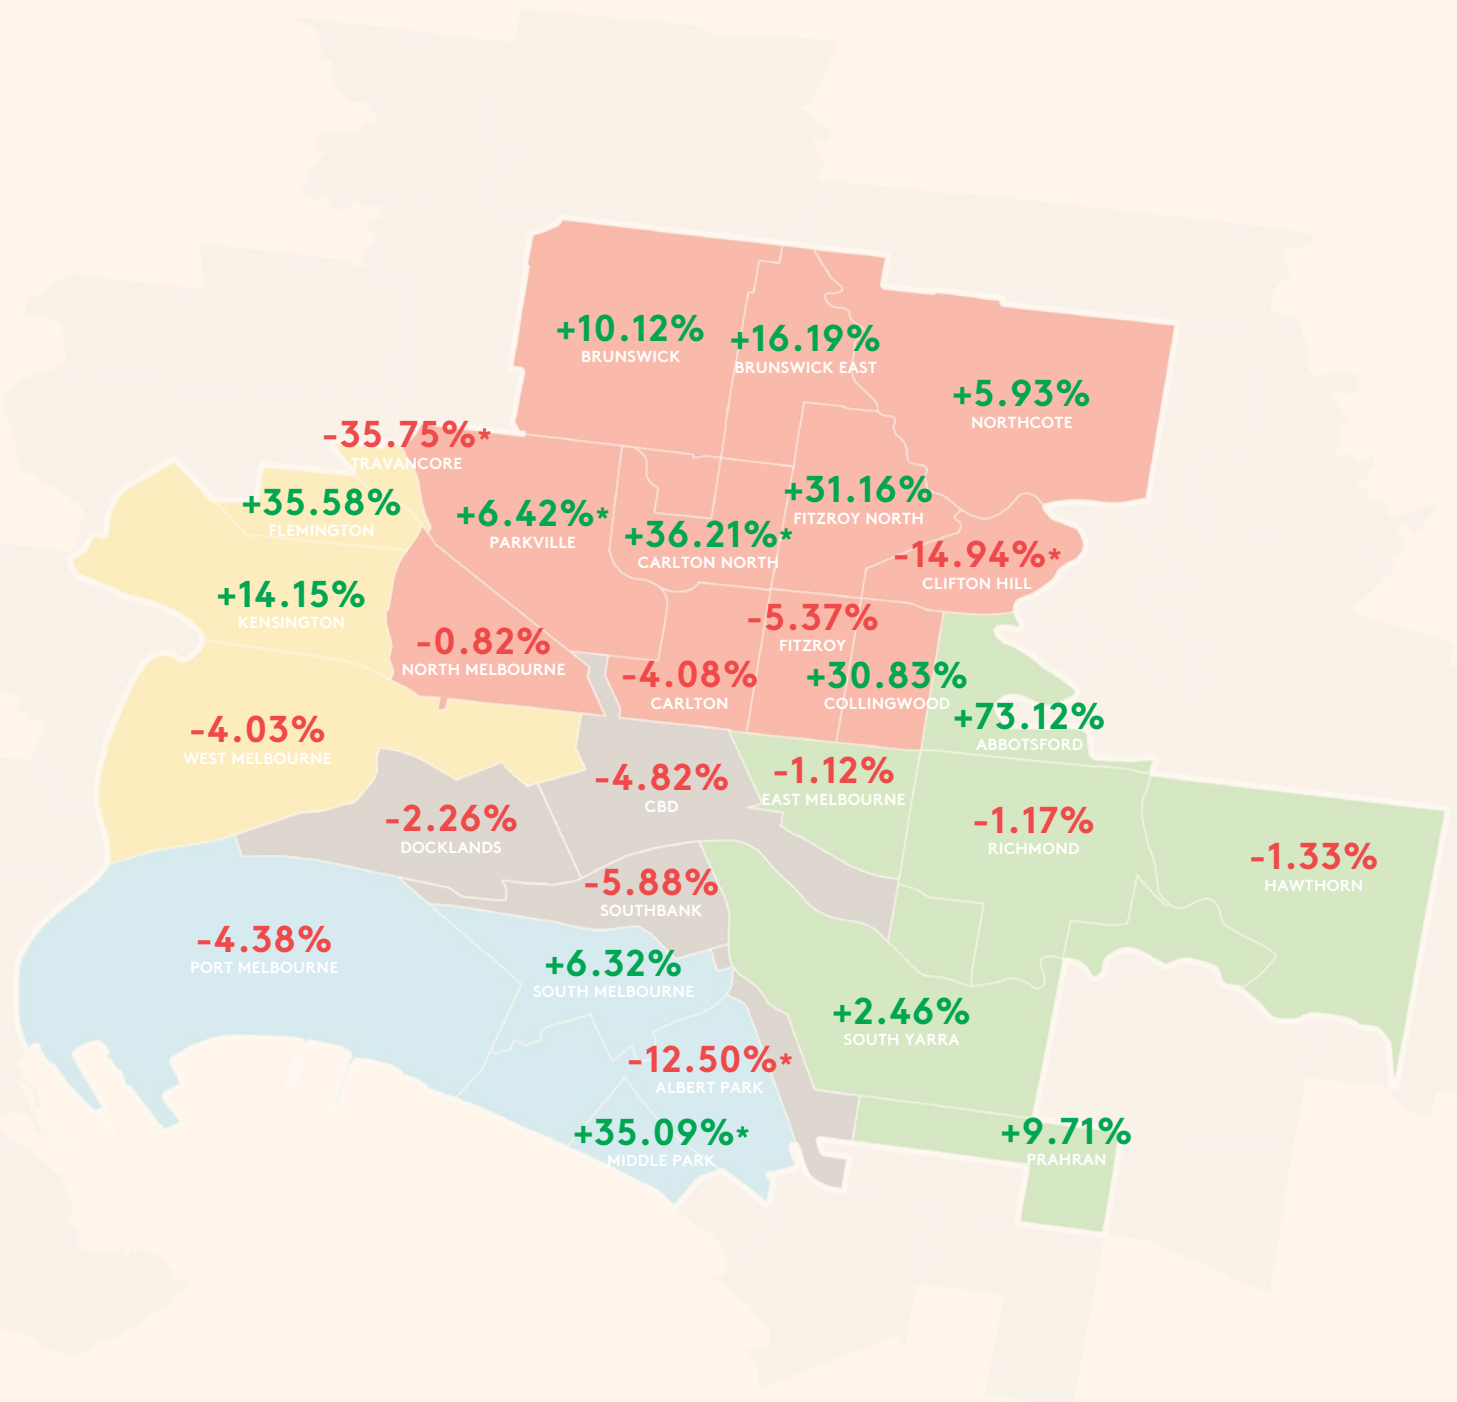 +10.12%
BRUNSWICK
+16.19%
BRUNSWICK EAST
+5.93%
NORTHCOTE
-35.75%*
TRAVANCORE
+35.58%
FLEMINGTON
+6.42%*
PARKVILLE
+36.21%*
CARLTON NORTH
+31.16%
FITZROY NORTH
-14.94%*
CLIFTON HILL
+14.15%
KENSINGTON
-0.82%
NORTH MELBOURNE
-4.08%
CARLTON
-5.37%
FITZROY
+30.83%
COLLINGWOOD
+73.12%
ABBOTSFORD
-4.03%
WEST MELBOURNE
-4.82%
CBD
-1.12%
EAST MELBOURNE
-2.26%
DOCKLANDS
-1.17%
RICHMOND
-1.33%
HAWTHORN
-5.88%
SOUTHBANK
-4.38%
PORT MELBOURNE
+6.32%
SOUTH MELBOURNE
+2.46%
SOUTH YARRA
-12.50%*
ALBERT PARK
+35.09%*
MIDDLE PARK
+9.71%
PRAHRAN